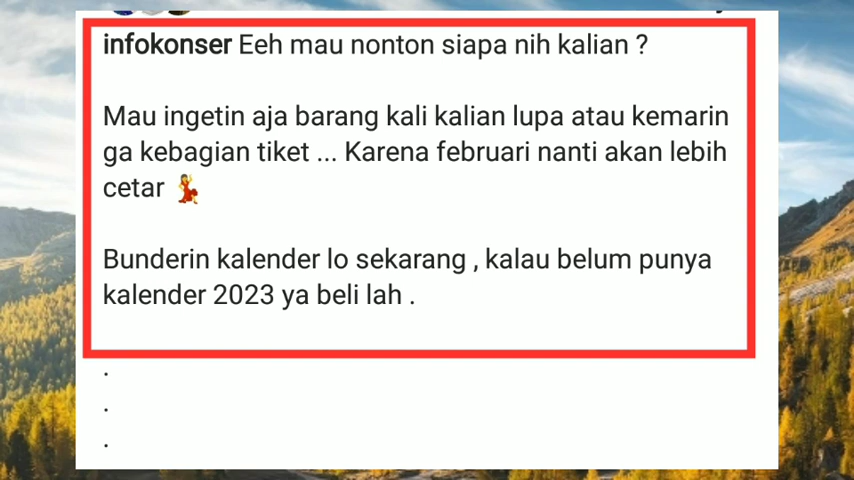 infokonser Eeh mau nonton siapa nih kalian ?
Mau ingetin aja barang kali kalian lupa atau kemarin
ga kebagian tiket ... Karena februari nanti akan lebih
cetar 💃
Bunderin kalender lo sekarang , kalau belum punya
kalender 2023 ya beli lah .
.
.
.